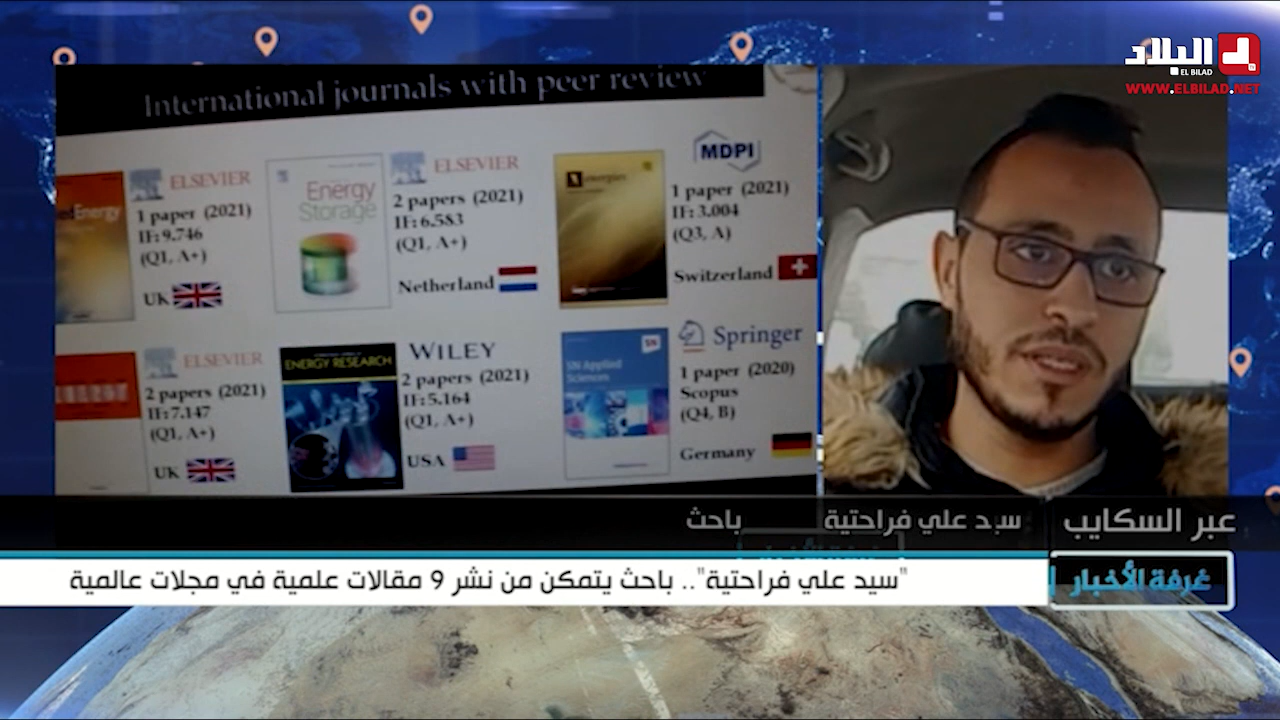 البلاد
EL BILAD
WWW.ELBILAD.NET
International journals with peer review
ELSEVIER
1 paper (2021)
IF: 9.746
(Q1, A+)
UK
Energy
Storage
ELSEVIER
2 papers (2021)
IF: 6.583
(Q1, A+)
Netherland
energies
MDPI
1 paper (2021)
IF: 3.004
(Q3, A)
Switzerland
ELSEVIER
2 papers (2021)
IF: 7.147
(Q1, A+)
UK
ENERGY RESEARCH
WILEY
2 papers (2021)
IF: 5.164
(Q1, A+)
USA
SN
SN Applied
Sciences
Springer
1 paper (2020)
Scopus
(Q4, B)
Germany
عبر السكايب سيد علي فراحتية باحث
غرفة الأخبار
"سيد علي فراحتية".. باحث يتمكن من نشر 9 مقالات علمية في مجلات عالمية